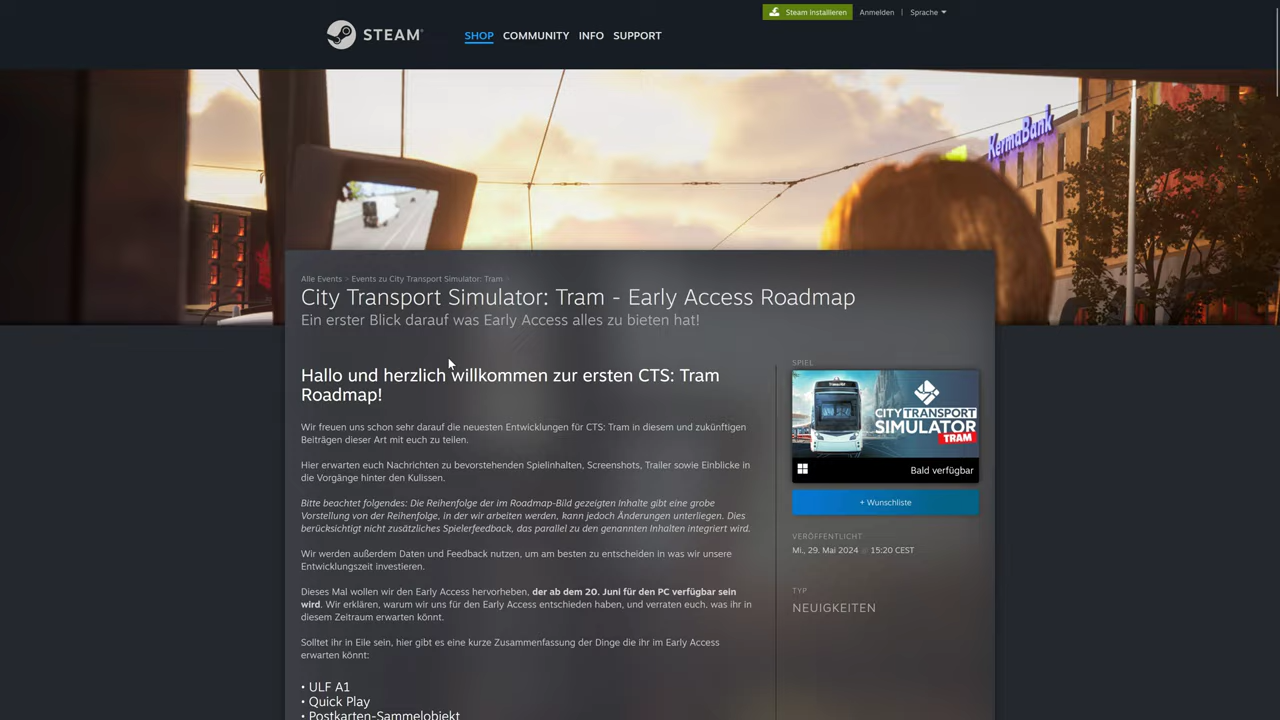 Steam installieren
Anmelden | Sprache
STEAM®
SHOP COMMUNITY INFO SUPPORT
KermaBank
Alle Events > Events zu City Transport Simulator: Tram >
City Transport Simulator: Tram - Early Access Roadmap
Ein erster Blick darauf was Early Access alles zu bieten hat!
Hallo und herzlich willkommen zur ersten CTS: Tram
Roadmap!
Wir freuen uns schon sehr darauf die neuesten Entwicklungen für CTS: Tram in diesem und zukünftigen
Beiträgen dieser Art mit euch zu teilen.
Hier erwarten euch Nachrichten zu bevorstehenden Spielinhalten, Screenshots, Trailer sowie Einblicke in
die Vorgänge hinter den Kulissen.
Bitte beachtet folgendes: Die Reihenfolge der im Roadmap-Bild gezeigten Inhalte gibt eine grobe
Vorstellung von der Reihenfolge, in der wir arbeiten werden, kann jedoch Änderungen unterliegen. Dies
berücksichtigt nicht zusätzliches Spielerfeedback, das parallel zu den genannten Inhalten integriert wird.
Wir werden außerdem Daten und Feedback nutzen, um am besten zu entscheiden in was wir unsere
Entwicklungszeit investieren.
Dieses Mal wollen wir den Early Access hervorheben, der ab dem 20. Juni für den PC verfügbar sein
wird. Wir erklären, warum wir uns für den Early Access entschieden haben, und verraten euch, was ihr in
diesem Zeitraum erwarten könnt.
Solltet ihr in Eile sein, hier gibt es eine kurze Zusammenfassung der Dinge die ihr im Early Access
erwarten könnt:
• ULF A1
• Quick Play
• Postkarten-Sammelobjekt
SPIEL
CITY TRANSPORT
SIMULATOR
TRAM
Bald verfügbar
+ Wunschliste
VERÖFFENTLICHT
Mi., 29. Mai 2024 @ 15:20 CEST
TYP
NEUIGKEITEN